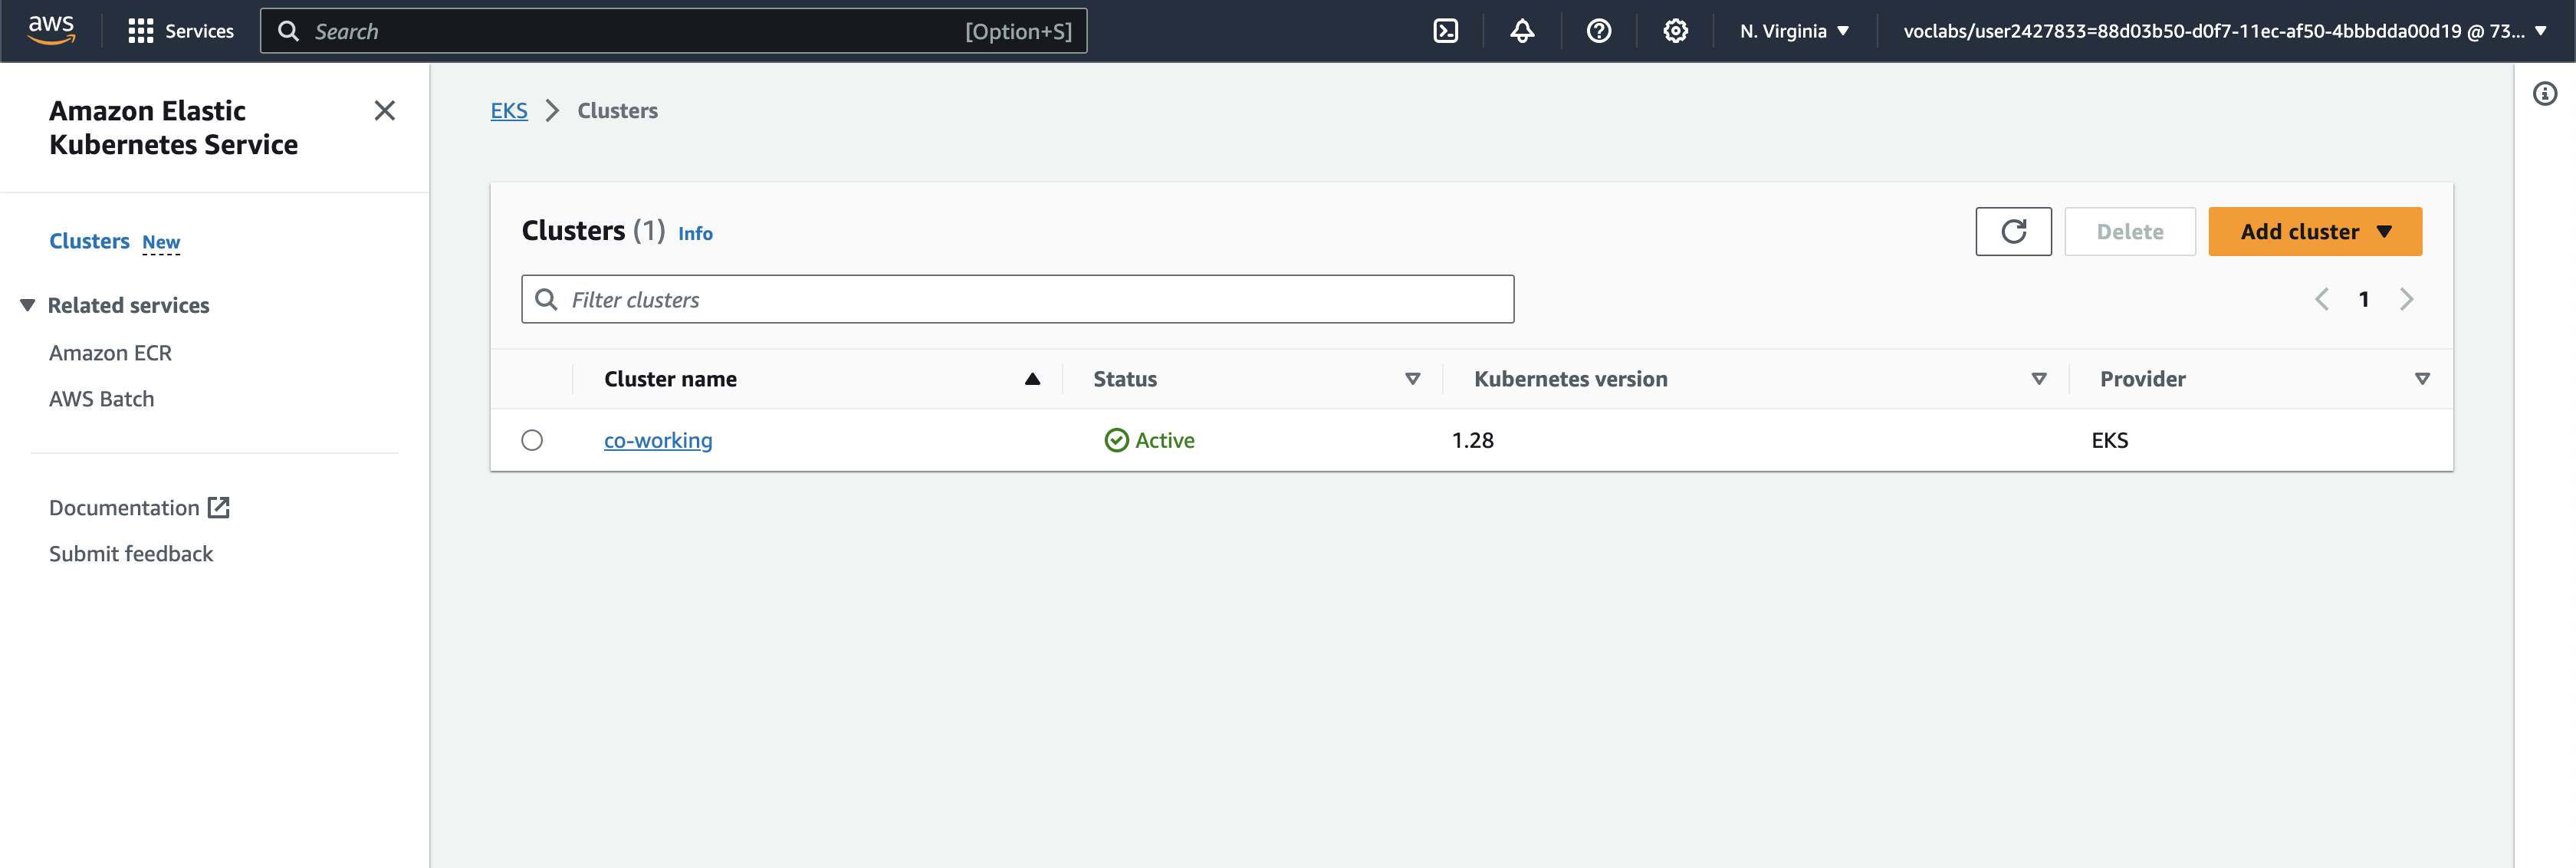 aws
Services
Search [Option+S]
N. Virginia
voclabs/user2427833=88d03b50-d0f7-11ec-af50-4bbbdda00d19 @ 73...
Amazon Elastic
Kubernetes Service
Clusters New
Related services
Amazon ECR
AWS Batch
Documentation
Submit feedback
EKS Clusters
Clusters (1) Info
Delete
Add cluster
Filter clusters
1
Cluster name Status Kubernetes version Provider
co-working Active 1.28 EKS